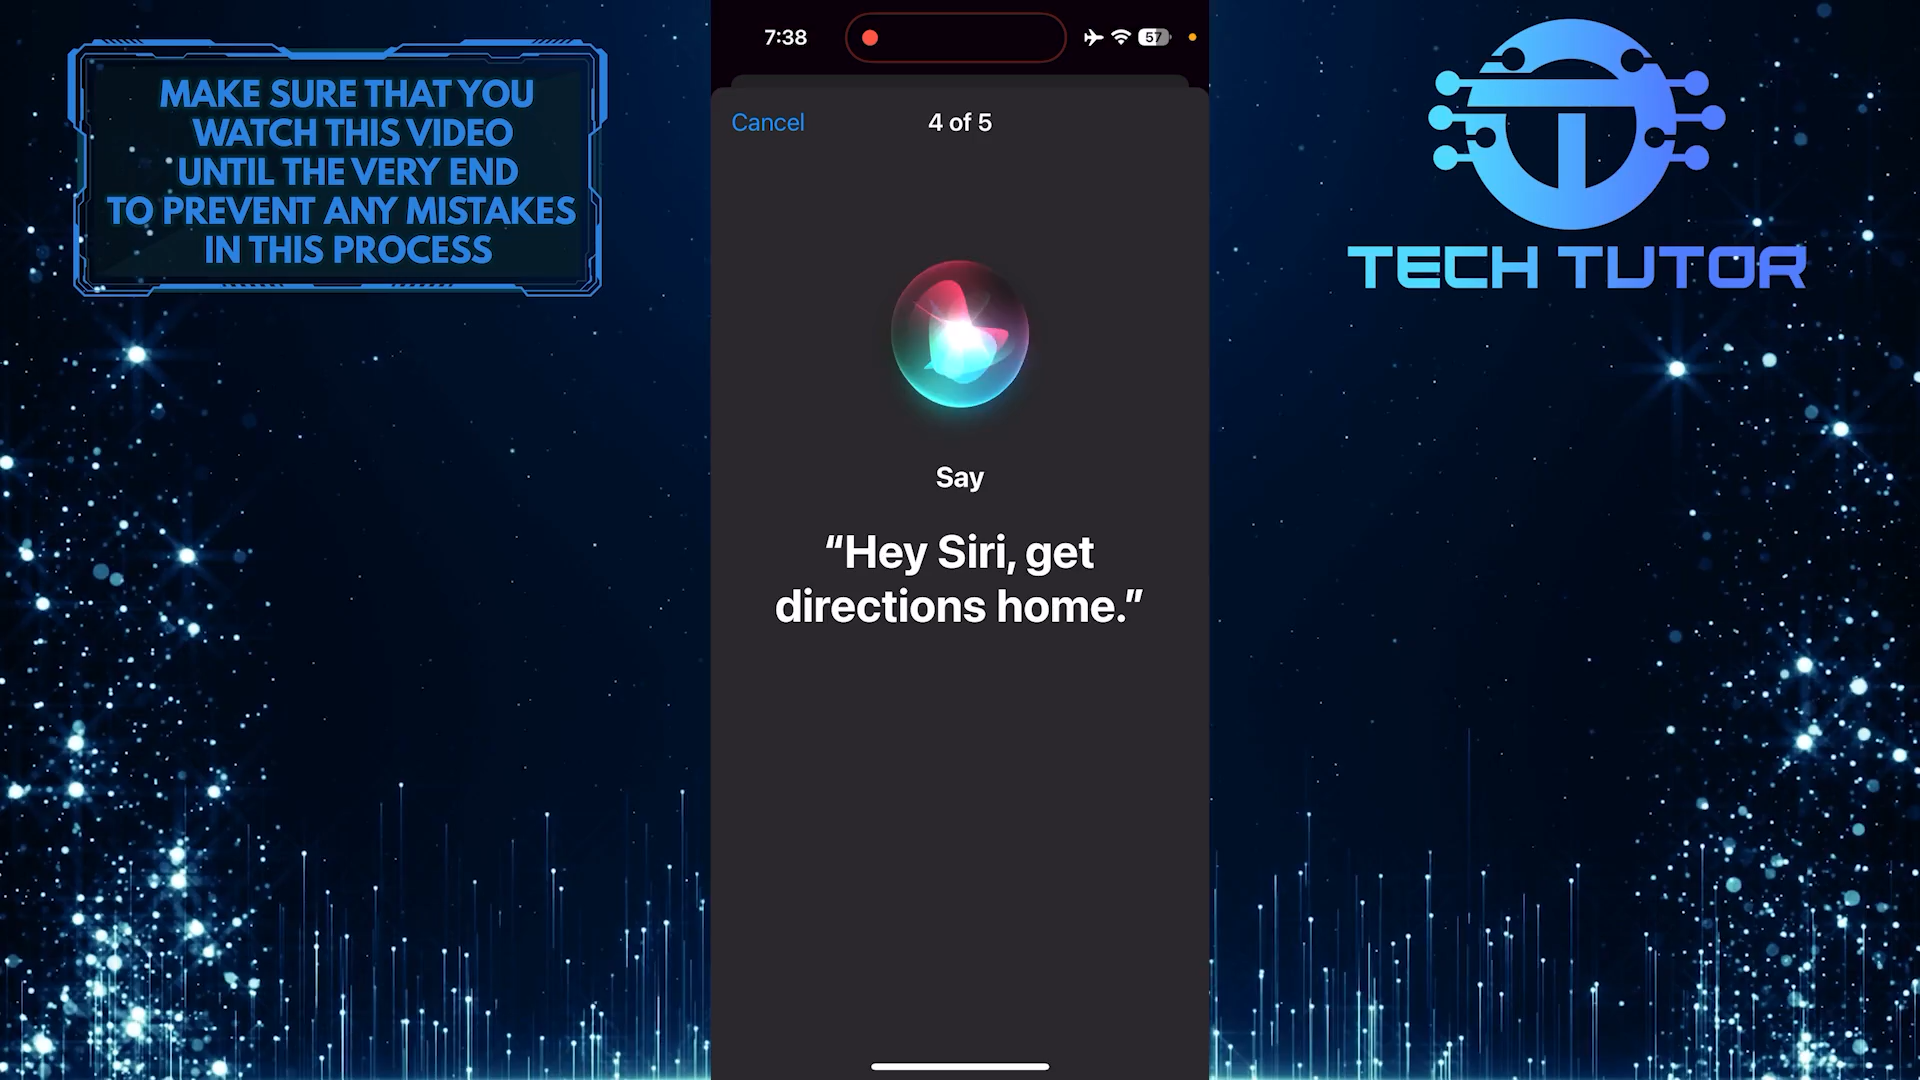 MAKE SURE THAT YOU
WATCH THIS VIDEO
UNTIL THE VERY END
TO PREVENT ANY MISTAKES
IN THIS PROCESS
7:38
57
Cancel
4 of 5
Say
“Hey Siri, get
directions home.”
TECH TUTOR